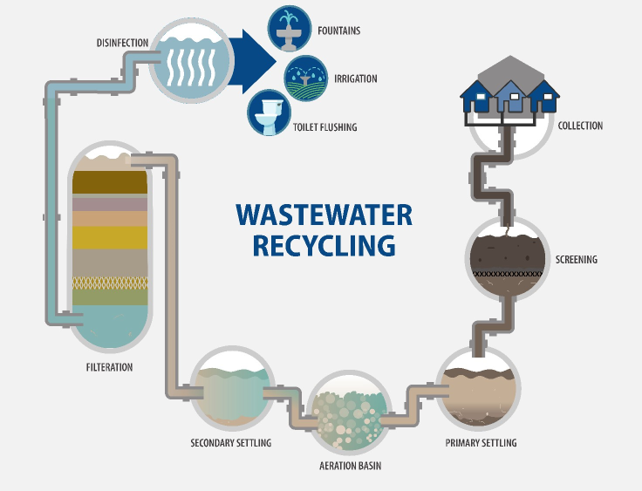 DISINFECTION
FOUNTAINS
IRRIGATION
TOILET FLUSHING
COLLECTION
WASTEWATER
RECYCLING
SCREENING
FILTERATION
SECONDARY SETTLING
AERATION BASIN
PRIMARY SETTLING